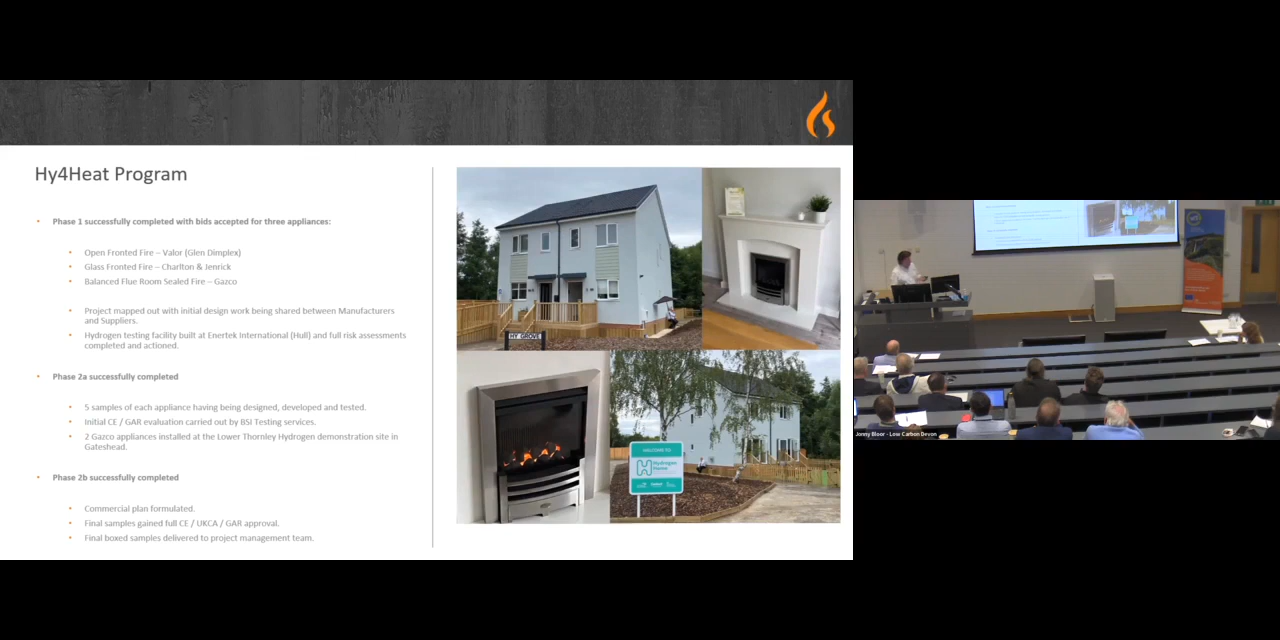 Hy4Heat Program
• Phase 1 successfully completed with bids accepted for three appliances:
• Open Fronted Fire – Valor (Glen Dimplex)
• Glass Fronted Fire – Charlton & Jenrick
• Balanced Flue Room Sealed Fire – Gazco
• Project mapped out with initial design work being shared between Manufacturers
and Suppliers.
• Hydrogen testing facility built at Enertek International (Hull) and full risk assessments
completed and actioned.
• Phase 2a successfully completed
• 5 samples of each appliance having being designed, developed and tested.
• Initial CE / GAR evaluation carried out by BSI Testing services.
• 2 Gazco appliances installed at the Lower Thornley Hydrogen demonstration site in
Gateshead.
• Phase 2b successfully completed
• Commercial plan formulated.
• Final samples gained full CE / UKCA / GAR approval.
• Final boxed samples delivered to project management team.
HY GROVE
WELCOME TO
Hydrogen
Home
Jonny Bloor - Low Carbon Devon